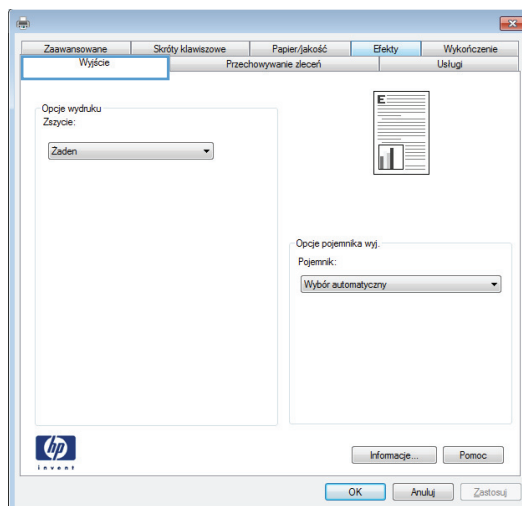 Zaawansowane Skróty klawiszowe Papier/jakość Efekty Wykończenie
Wyjście Przechowywanie zleceń Usługi
Opcje wydruku
Zszycie:
Żaden
E
Opcje pojemnika wyj.
Pojemnik:
Wybór automatyczny
hp
invent
Informacje... Pomoc
OK Anuluj Zastosuj